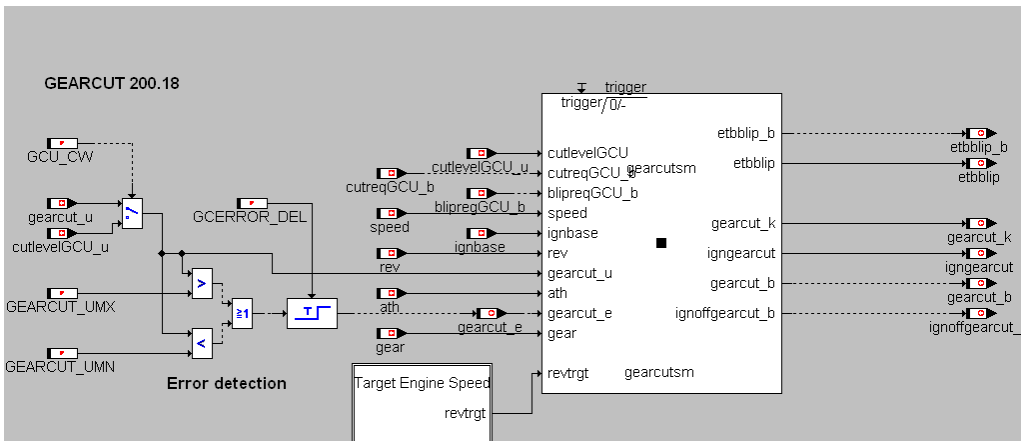 GEARCUT 200.18
GCU_CW
gearcut_u
cutlevelGCU_u
GCERROR_DEL
GEARCUT_UMX
>
≥1
T
<
GEARCUT_UMN
Error detection
trigger
trigger/0/-
cutlevelGCU_u
cutreqGCU_b
blipregGCU_b
speed
ignbase
rev
ath
gearcut_e
gear
cutlevelGCU
cutreqGCU_b
gearcutsm
blipreqGCU_b
speed
ignbase
rev
gearcut_u
ath
gearcut_e
gear
revtrgt
gearcutsm
etbblip_b
etbblip
gearcut_k
igngearcut
gearcut_b
ignoffgearcut_b
etbblip_b
etbblip
gearcut_k
igngearcut
gearcut_b
ignoffgearcut_
Target Engine Speed
revtrgt